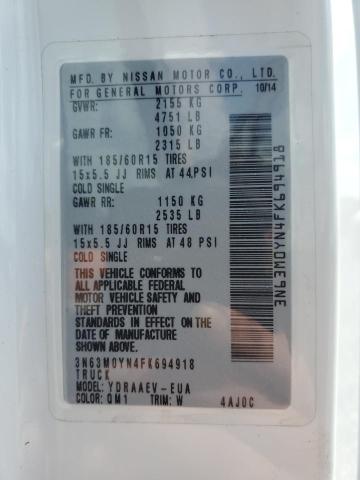 MFD. BY NISSAN MOTOR CO., LTD.
FOR GENERAL MOTORS CORP. 10/14
GVWR: 2155 KG
4751 LB
GAWR FR: 1050 KG
2315 LB
WITH 185/60R15 TIRES
15x5.5 JJ RIMS AT 44 PSI
COLD SINGLE
GAWR RR: 1150 KG
2535 LB
WITH 185/60R15 TIRES
15x5.5 JJ RIMS AT 48 PSI
COLD SINGLE
THIS VEHICLE CONFORMS TO
ALL APPLICABLE FEDERAL
MOTOR VEHICLE SAFETY AND
THEFT PREVENTION
STANDARDS IN EFFECT ON THE
DATE OF MANUFACTURE
SHOWN ABOVE.
3N63M0YN4FK694918
TRUCK
MODEL: YDRAAEV-EUA
COLOR: QM1 TRIM: W 4AJ0C
3N63M0YN4FK694918